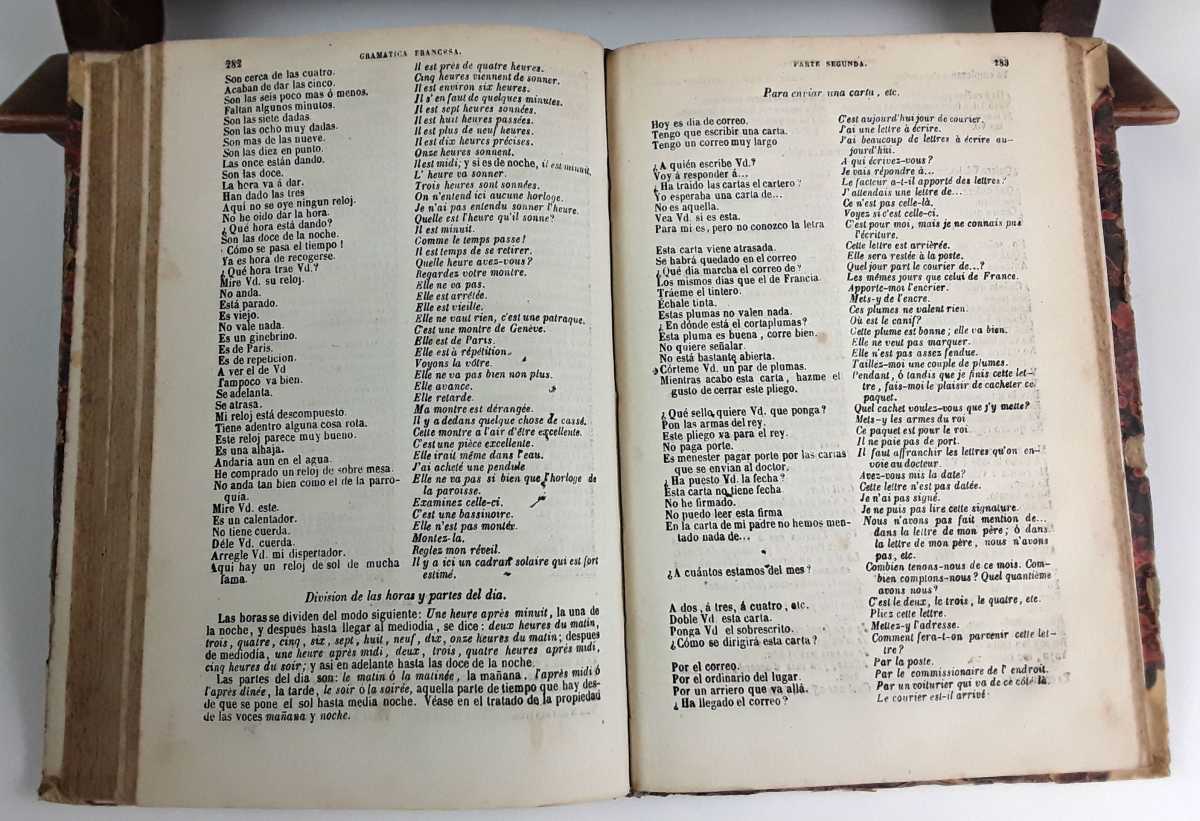 282
GRAMATICA FRANCESA.
Son cerca de las cuatro.
Acaban de dar las cinco.
Son las seis poco mas ó menos.
Faltan algunos minutos.
Son las siete dadas
Son las ocho muy dadas.
Son mas de las nueve.
Son las diez en punto.
Las once están dando.
Son las doce.
La hora va á dar.
Han dado las tres
Aqui no se oye ningun reloj.
No he oido dar la hora.
¿Qué hora está dando?
Son las doce de la noche.
Cómo se pasa el tiempo!
Ya es hora de recogerse.
¿Qué hora trae Vd.?
Mire Vd. su reloj.
No anda.
Está parado.
Es viejo.
No vale nada.
Es un ginebrino.
Es de Paris.
Es de repeticion.
A ver el de Vd
Tampoco va bien.
Se adelanta.
Se atrasa.
Mi reloj está descompuesto.
Tiene adentro alguna cosa rota.
Este reloj parece muy bueno.
Es una alhaja.
Andaria aun en el agua.
He comprado un reloj de sobre mesa.
No anda tan bien como el de la parro-
quia.
Mire Vd. este.
Es un calentador.
No tiene cuerda.
Déle Vd. cuerda.
Arregle Vd. mi dispertador.
Aqui hay un reloj de sol de mucha
fama.
Il est près de quatre heures.
Cinq heures viennent de sonner.
Il est environ six heures.
Il s'en faut de quelques minutes.
Il est sept heures sonnées.
Il est huit heures passées.
Il est plus de neuf heures.
Il est dix heures précises.
Onze heures sonnent.
Il est midi; y si es de noche, il est minuit.
L' heure va sonner.
Trois heures sont sonnées.
On n'entend ici aucune horloge.
Je n'ai pas entendu sonner l'heure.
Quelle est l'heure qu'il sonne?
Il est minuit.
Comme le temps passe!
Il est temps de se retirer.
Quelle heure avez-vous?
Regardez votre montre.
Elle ne va pas.
Elle est arrêtée.
Elle est vieille.
Elle ne vaut rien, c'est une patraque.
C'est une montre de Genève.
Elle est de Paris.
Elle est à répétition.
Voyons la vôtre.
Elle ne va pas bien non plus.
Elle avance.
Elle retarde.
Ma montre est dérangée.
Il y a dedans quelque chose de cassé.
Cette montre a l'air d'être excellente.
C'est une pièce excellente.
Elle irait même dans l'eau.
J'ai acheté une pendule
Elle ne va pas si bien que l'horloge de
la paroisse.
Examinez celle-ci.
C'est une bassinoire.
Elle n'est pas montée.
Montez-la.
Reglez mon réveil.
Il y a ici un cadran solaire qui est fort
estimé.
Division de las horas y partes del dia.
Las horas se dividen del modo siguiente: Une heure après minuit, la una de
la noche, y después hasta llegar al mediodia, se dice: deux heures du matin,
trois, quatre, cinq, six, sept, huit, neuf, dix, onze heures du matin; despues
de mediodia, une heure après midi, deux, trois, quatre heures après midi,
cinq heures du soir; y asi en adelante hasta las doce de la noche.
Las partes del dia son: le matin ó la matinée, la mañana. l'après midi ó
l'après dinée, la tarde, le soir ó la soirée, aquella parte de tiempo que hay des-
de que se pone el sol hasta media noche. Véase en el tratado de la propiedad
de las voces mañana y noche.
PARTE SEGUNDA.
283
Para enviar una carta, etc.
Hoy es dia de correo.
Tengo que escribir una carta.
Tengo un correo muy largo
¿A quién escribe Vd.?
Voy á responder á...
¿Ha traido las cartas el cartero?
Yo esperaba una carta de...
No es aquella.
Vea Vd. si es esta.
Para mi es, pero no conozco la letra
Esta carta viene atrasada.
Se habrá quedado en el correo
¿Qué dia marcha el correo de?
Los mismos dias que el de Francia.
Tráeme el tintero.
Échale tinta.
Estas plumas no valen nada.
¿En dónde está el cortaplumas?
Esta pluma es buena, corre bien.
No quiere señalar.
No está bastante abierta.
Córteme Vd. un par de plumas.
Mientras acabo esta carta, hazme el
gusto de cerrar este pliego.
¿Qué sello quiere Vd. que ponga?
Pon las armas del rey.
Este pliego va para el rey.
No paga porte.
Es menester pagar porte por las cartas
que se envian al doctor.
¿Ha puesto Vd. la fecha?
Esta carta no tiene fecha
No he firmado.
No puedo leer esta firma
En la carta de mi padre no hemos men-
tado nada de...
¿A cuántos estamos del mes?
A dos, á tres, á cuatro, etc.
Doble Vd. esta carta.
Ponga Vd el sobrescrito.
¿Cómo se dirigirá esta carta?
Por el correo.
Por el ordinario del lugar.
Por un arriero que va allá.
¿Ha llegado el correo?
C'est aujourd'hui jour de courier.
J'ai une lettre à écrire.
J'ai beaucoup de lettres à écrire au-
jourd'hui.
A qui écrivez-vous?
Je vais répondre à...
Le facteur a-t-il apporté des lettres?
J'attendais une lettre de...
Ce n'est pas celle-là.
Voyes si c'est celle-ci.
C'est pour moi, mais je ne connais pas
l'écriture.
Cette lettre est arriérée.
Elle sera restée à la poste.
Quel jour part le courier de...?
Les mêmes jours que celui de France.
Apporte-moi l'encrier.
Mets-y de l'encre.
Ces plumes ne valent rien.
Où est le canif?
Cette plume est bonne; elle va bien.
Elle ne veut pas marquer.
Elle n'est pas asses fendue.
Taillez-moi une couple de plumes.
Pendant, ó tandis que je finis cette let-
tre, fais-moi le plaisir de cacheter ce
paquet.
Quel cachet voulez-vous que j'y mette?
Mets-y les armes du roi
Ce paquet est pour le roi.
Il ne paie pas de port.
Il faut affranchir les lettres qu'on en-
voie au docteur.
Avez-vous mis la date?
Cette lettre n'est pas datée.
Je n'ai pas signé.
Je ne puis pas lire cette signature.
Nous n'avons pas fait mention de...
dans la lettre de mon père; ó dans
la lettre de mon père, nous n'avons
pas, etc.
Combien tenons-nous de ce mois. Com-
bien comptons-nous? Quel quantième
avons nous?
C'est le deux, le trois, le quatre, etc.
Pliez cette lettre.
Mettez-y l'adresse.
Comment fera-t-on parvenir cette let-
tre?
Par la poste.
Par le commissionaire de l' endroit.
Par un voiturier qui va de ce côté là.
Le courier est-il arrivé